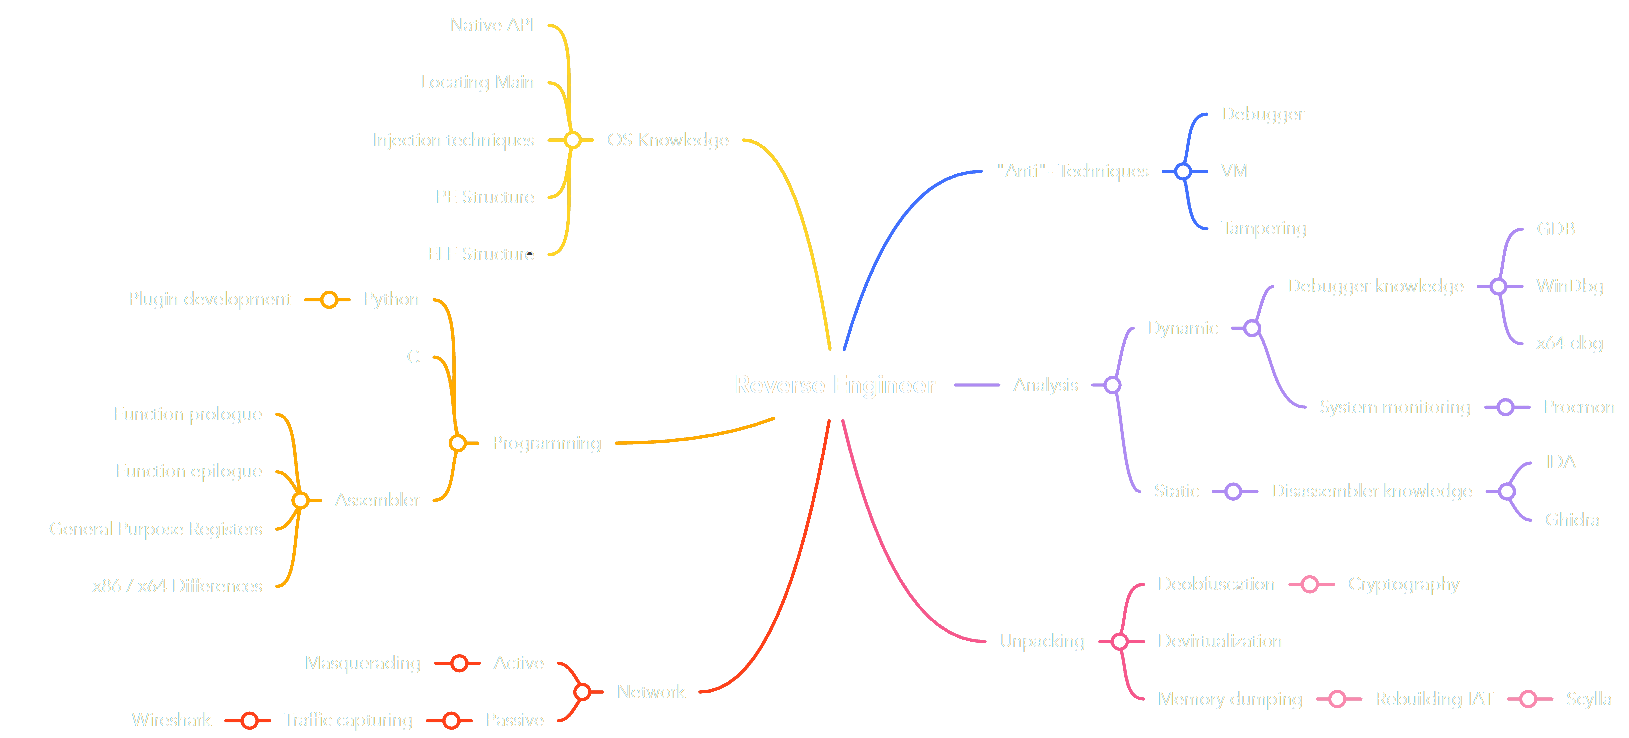 Native API
Locating Main
Injection techniques
OS Knowledge
PE Structure
ELF Structure
Plugin development
Python
C
Function prologue
Function epilogue
Programming
Assembler
General Purpose Registers
x86 / x64 Differences
Masquerading
Active
Network
Wireshark
Traffic capturing
Passive
Reverse Engineer
"Anti" - Techniques
Debugger
VM
Tampering
Analysis
Dynamic
Debugger knowledge
GDB
WinDbg
x64 dbg
System monitoring
Procmon
Static
Disassembler knowledge
IDA
Ghidra
Unpacking
Deobfuscation
Cryptography
Devirtualization
Memory dumping
Rebuilding IAT
Scylla